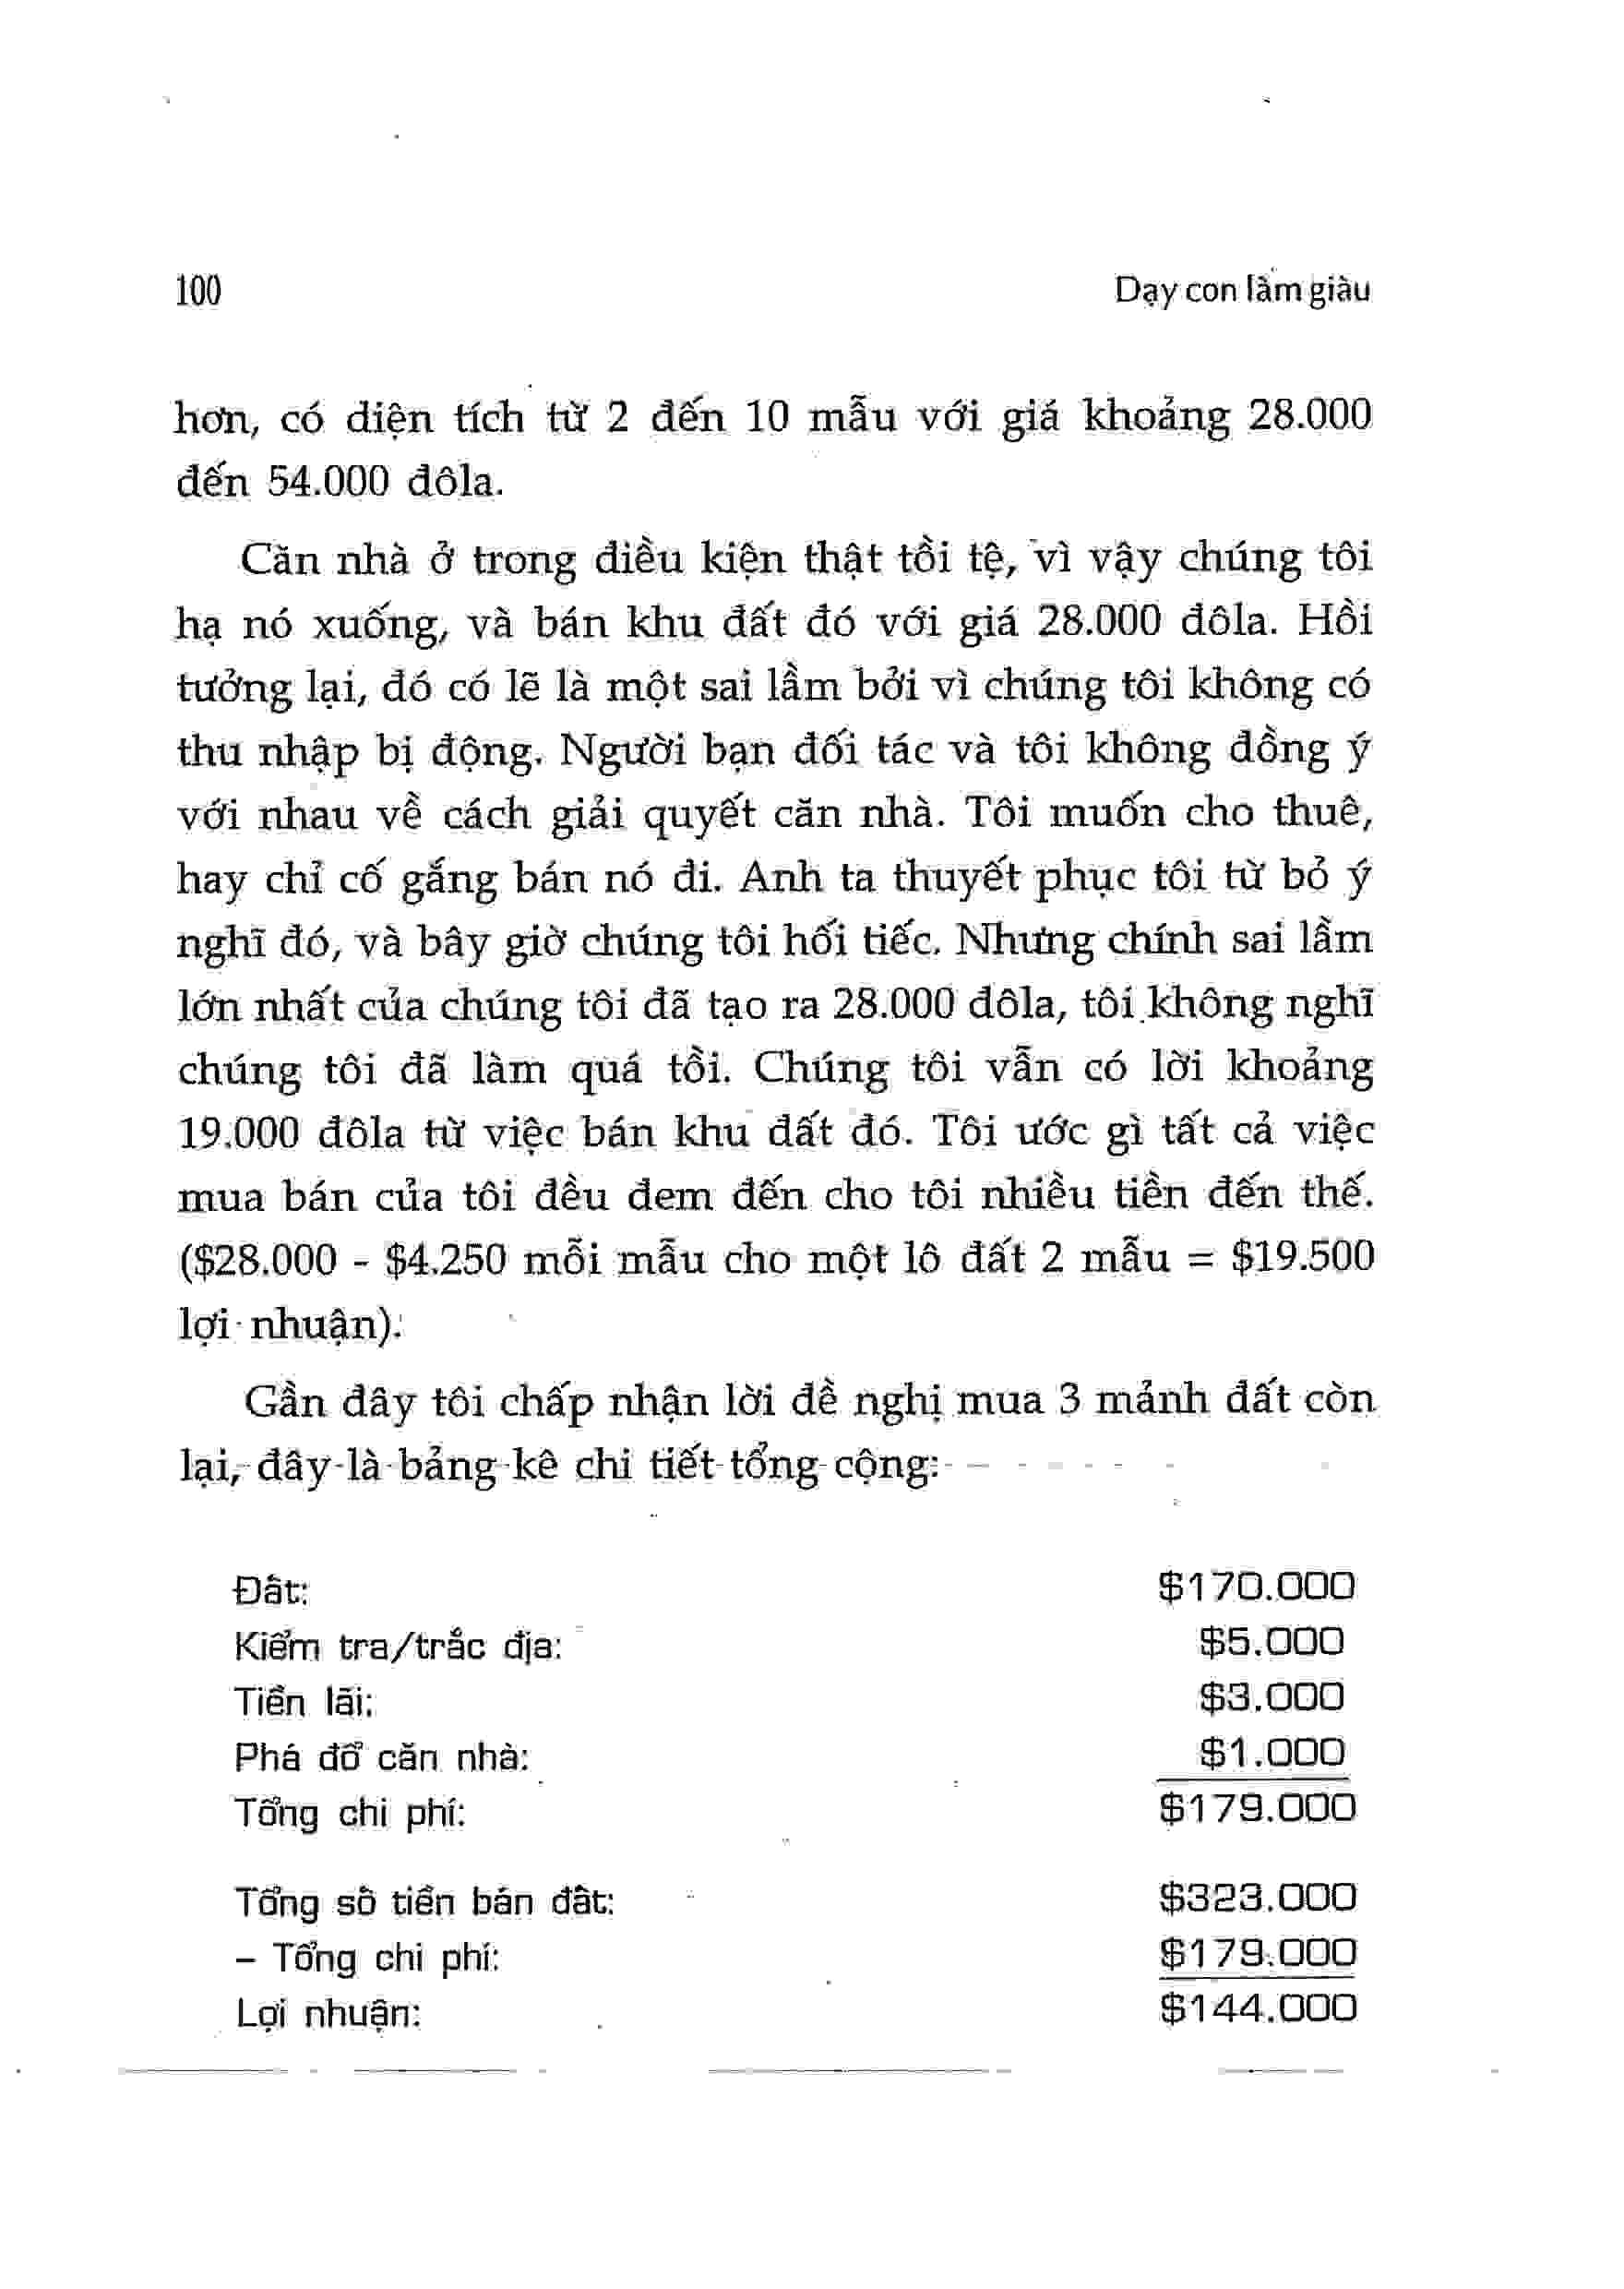 100 Dạy con làm giàu
hơn, có diện tích từ 2 đến 10 mẫu với giá khoảng 28.000
đến 54.000 đôla.
Căn nhà ở trong điều kiện thật tồi tệ, vì vậy chúng tôi
hạ nó xuống, và bán khu đất đó với giá 28.000 đôla. Hồi
tưởng lại, đó có lẽ là một sai lầm bởi vì chúng tôi không có
thu nhập bị động. Người bạn đối tác và tôi không đồng ý
với nhau về cách giải quyết căn nhà. Tôi muốn cho thuê,
hay chỉ cố gắng bán nó đi. Anh ta thuyết phục tôi từ bỏ ý
nghĩ đó, và bây giờ chúng tôi hối tiếc. Nhưng chính sai lầm
lớn nhất của chúng tôi đã tạo ra 28.000 đôla, tôi không nghĩ
chúng tôi đã làm quá tồi. Chúng tôi vẫn có lời khoảng
19.000 đôla từ việc bán khu đất đó. Tôi ước gì tất cả việc
mua bán của tôi đều đem đến cho tôi nhiều tiền đến thế.
($28.000 - $4.250 mỗi mẫu cho một lô đất 2 mẫu = $19.500
lợi nhuận).
Gần đây tôi chấp nhận lời đề nghị mua 3 mảnh đất còn
lại, đây là bảng kê chi tiết tổng cộng:
Đất: $170.000
Kiểm tra/trắc địa: $5.000
Tiền lãi: $3.000
Phá đổ căn nhà: $1.000
Tổng chi phí: $179.000
Tổng số tiền bán đất: $323.000
– Tổng chi phí: $179.000
Lợi nhuận: $144.000